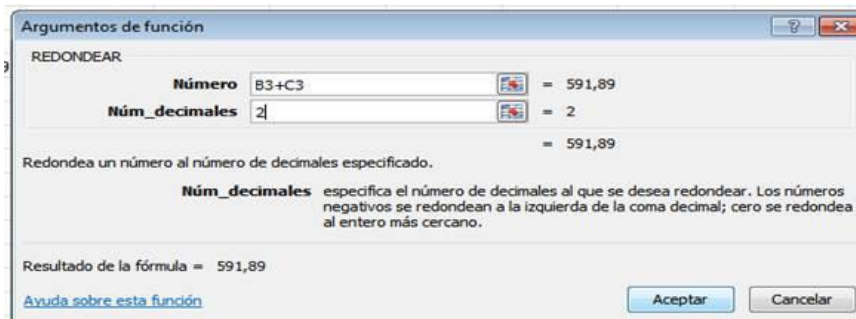 Argumentos de función
REDONDEAR
Número B3+C3 = 591,89
Núm_decimales 2 = 2
= 591,89
Redondea un número al número de decimales especificado.
Núm_decimales especifica el número de decimales al que se desea redondear. Los números
negativos se redondean a la izquierda de la coma decimal; cero se redondea
al entero más cercano.
Resultado de la fórmula = 591,89
Ayuda sobre esta función Aceptar Cancelar